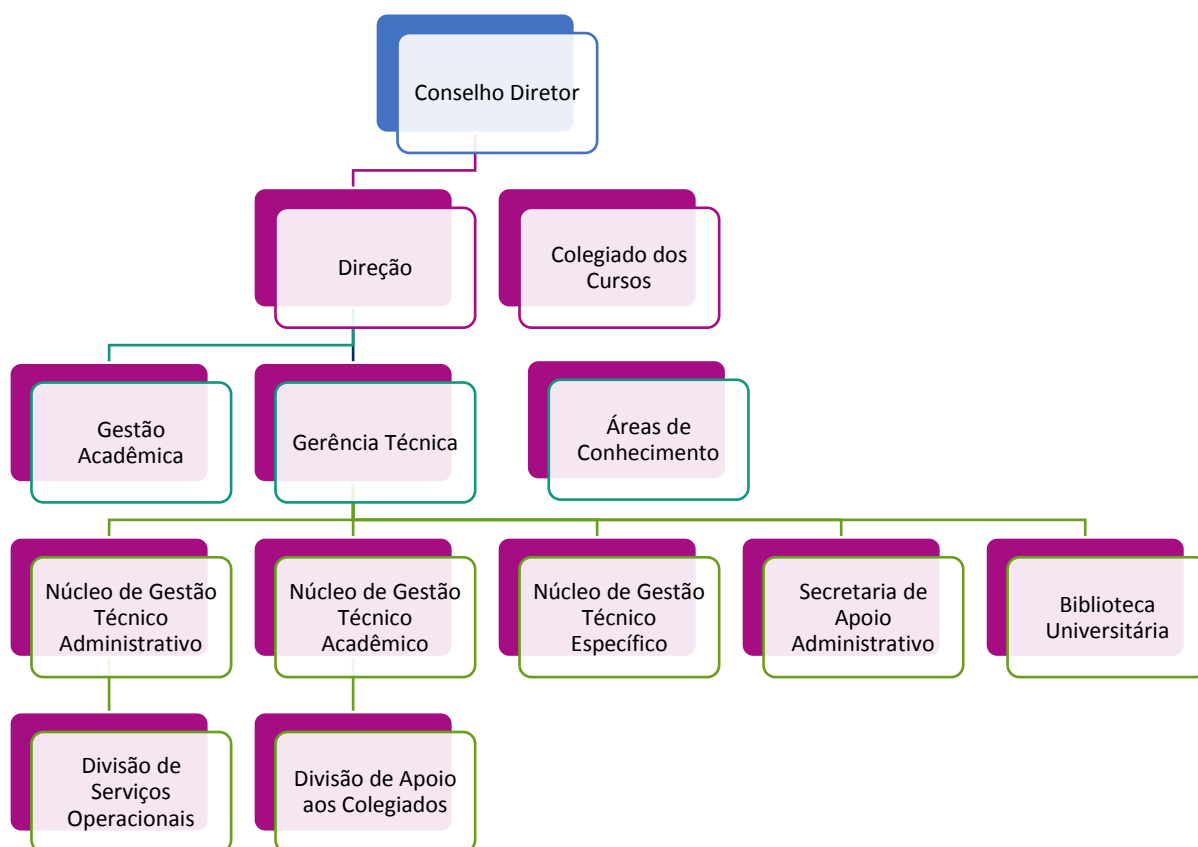 Conselho Diretor
Direção
Colegiado dos
Cursos
Gestão
Acadêmica
Gerência Técnica
Áreas de
Conhecimento
Núcleo de Gestão
Técnico
Administrativo
Núcleo de Gestão
Técnico
Acadêmico
Núcleo de Gestão
Técnico
Específico
Secretaria de
Apoio
Administrativo
Biblioteca
Universitária
Divisão de
Serviços
Operacionais
Divisão de Apoio
aos Colegiados